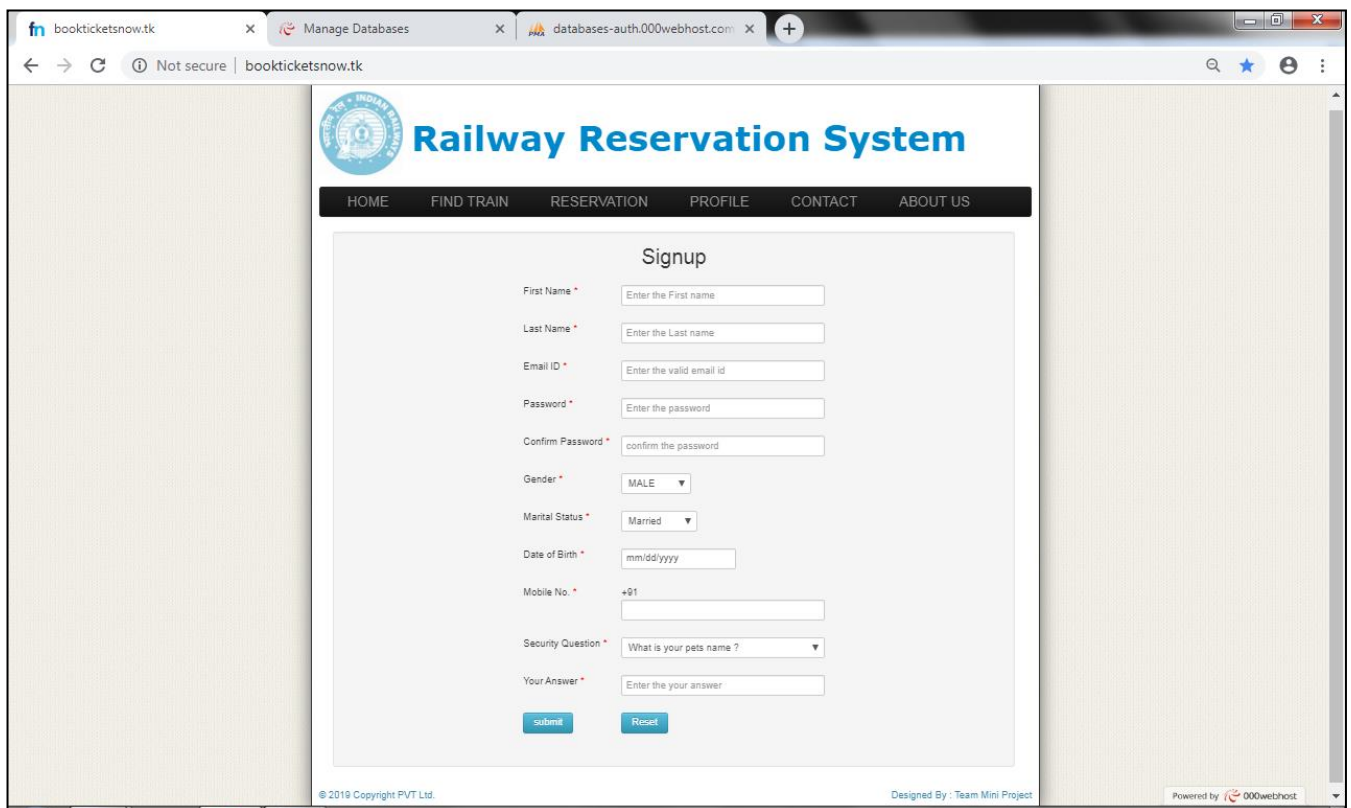 bookticketsnow.tk
Manage Databases
databases-auth.000webhost.com
Not secure
bookticketsnow.tk
INDIAN RAILWAYS
Railway Reservation System
HOME FIND TRAIN RESERVATION PROFILE CONTACT ABOUT US
Signup
First Name * Enter the First name
Last Name * Enter the Last name
Email ID * Enter the valid email id
Password * Enter the password
Confirm Password * confirm the password
Gender * MALE
Marital Status * Married
Date of Birth * mm/dd/yyyy
Mobile No. * +91
Security Question * What is your pets name ?
Your Answer * Enter the your answer
submit Reset
© 2019 Copyright PVT Ltd. Designed By : Team Mini Project
Powered by 000webhost